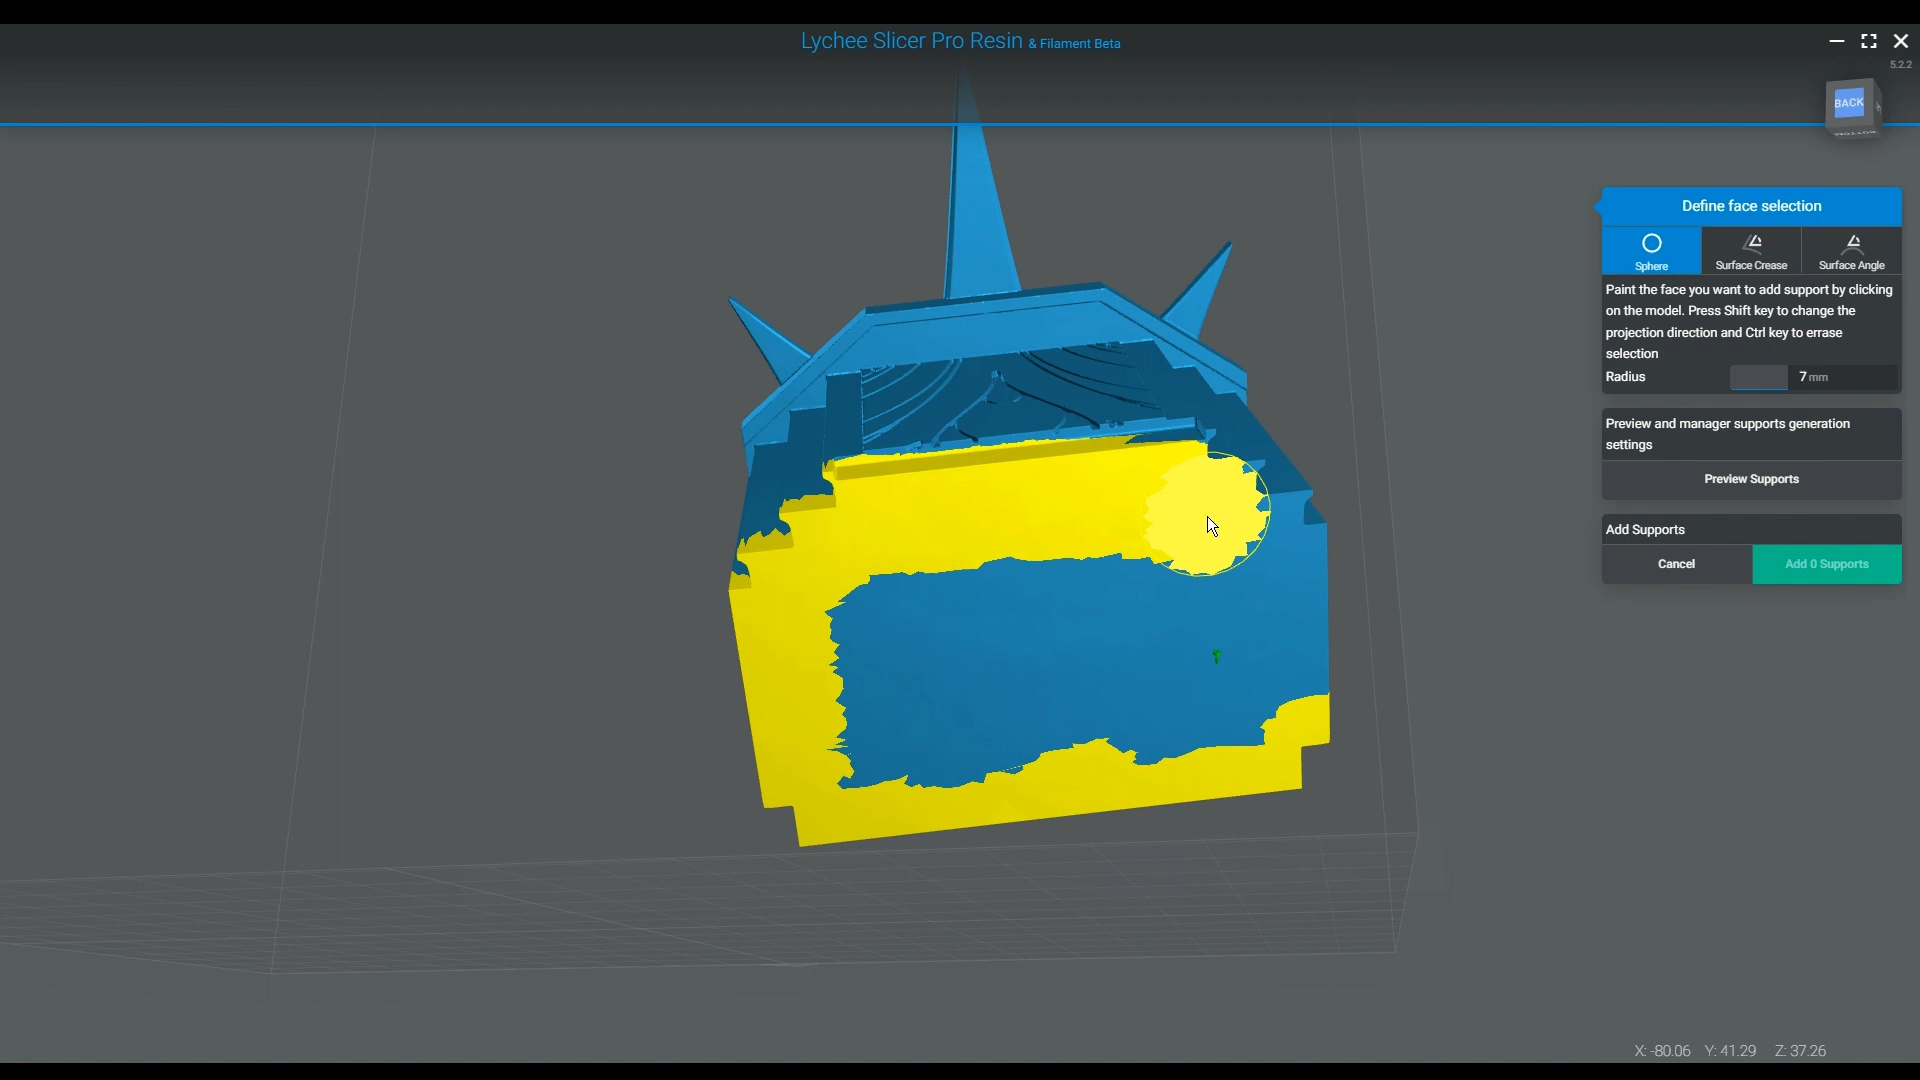 Lychee Slicer Pro Resin & Filament Beta
5.2.2
BACK
BOTTOM
Define face selection
Sphere
Surface Crease
Surface Angle
Paint the face you want to add support by clicking
on the model. Press Shift key to change the
projection direction and Ctrl key to errase
selection
Radius
7 mm
Preview and manager supports generation
settings
Preview Supports
Add Supports
Cancel
Add 0 Supports
X: -80.06 Y: 41.29 Z: 37.26